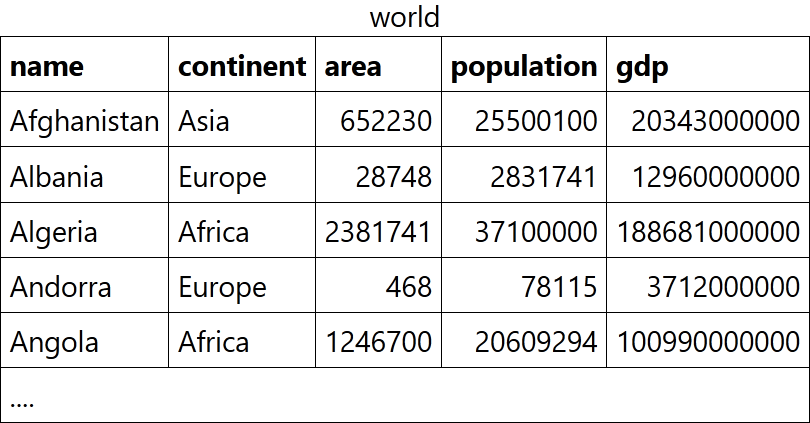 world
name continent area population gdp
Afghanistan Asia 652230 25500100 20343000000
Albania Europe 28748 2831741 12960000000
Algeria Africa 2381741 37100000 188681000000
Andorra Europe 468 78115 3712000000
Angola Africa 1246700 20609294 100990000000
....